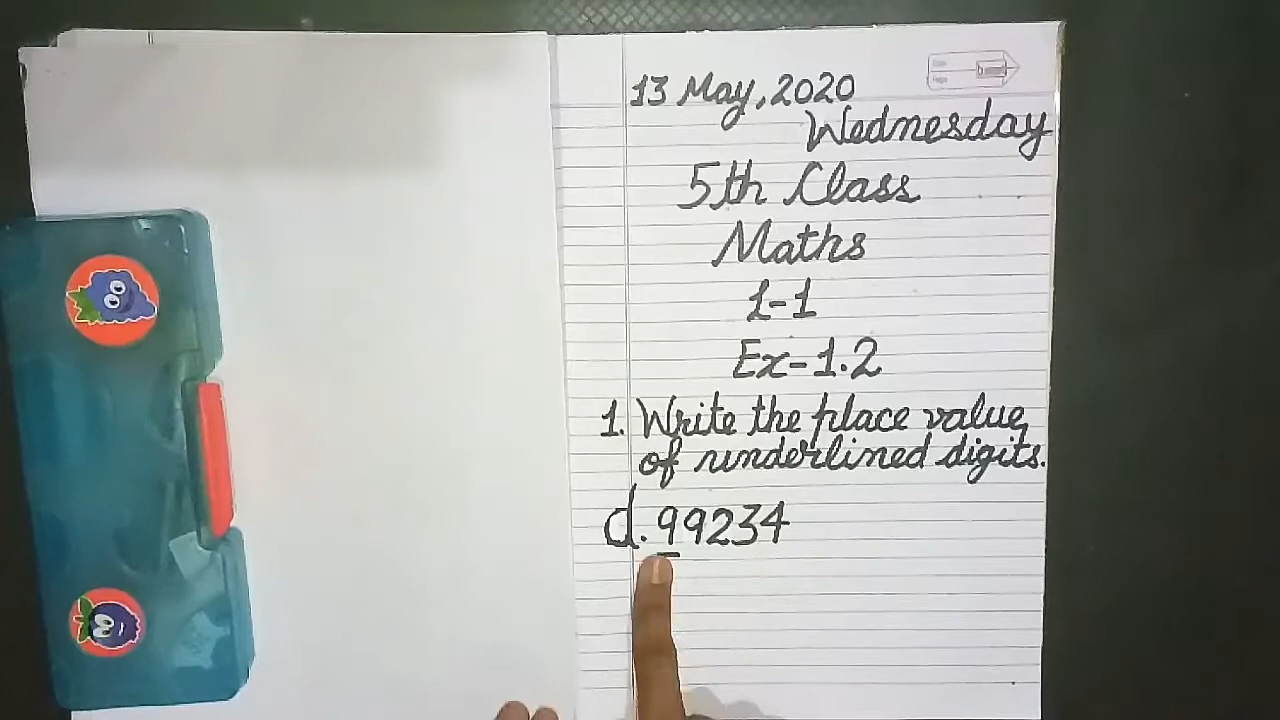 13 May, 2020
Wednesday
5th Class
Maths
1-1
Ex-1.2
1. Write the place value
of underlined digits.
d. 99234